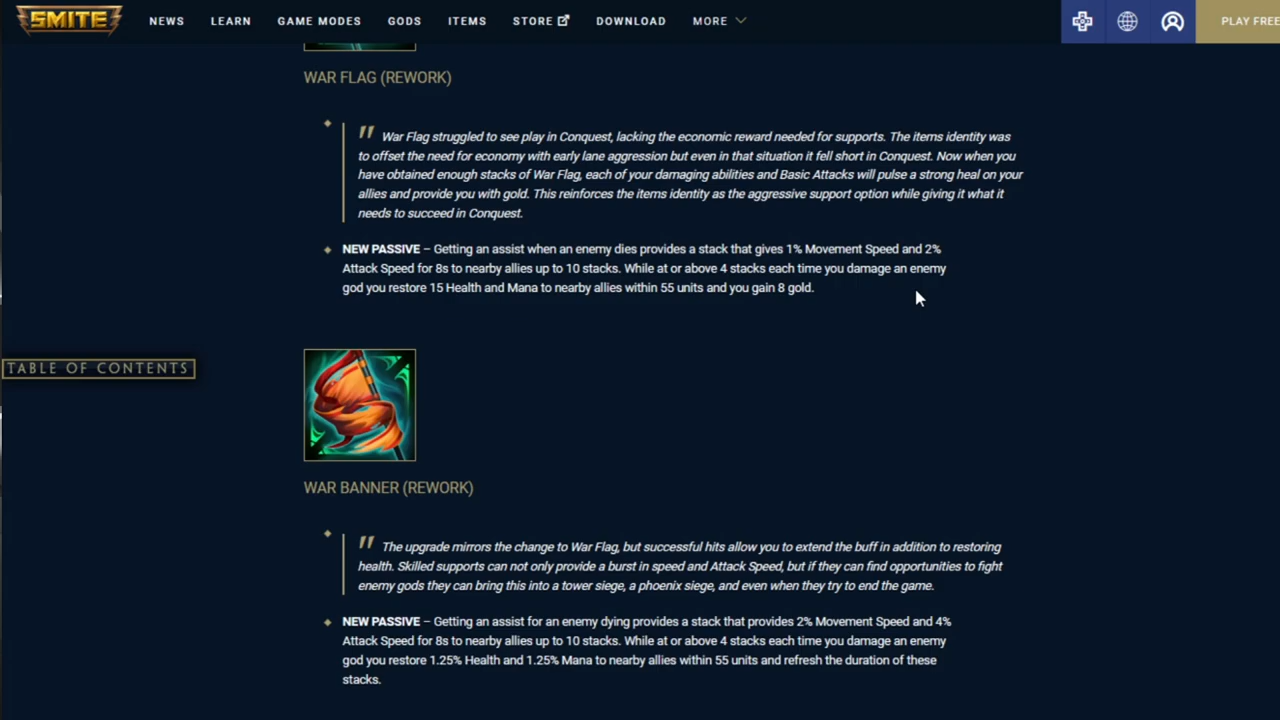 SMITE NEWS LEARN GAME MODES GODS ITEMS STORE DOWNLOAD MORE PLAY FREE
WAR FLAG (REWORK)
" War Flag struggled to see play in Conquest, lacking the economic reward needed for supports. The items identity was
to offset the need for economy with early lane aggression but even in that situation it fell short in Conquest. Now when you
have obtained enough stacks of War Flag, each of your damaging abilities and Basic Attacks will pulse a strong heal on your
allies and provide you with gold. This reinforces the items identity as the aggressive support option while giving it what it
needs to succeed in Conquest.
NEW PASSIVE – Getting an assist when an enemy dies provides a stack that gives 1% Movement Speed and 2%
Attack Speed for 8s to nearby allies up to 10 stacks. While at or above 4 stacks each time you damage an enemy
god you restore 15 Health and Mana to nearby allies within 55 units and you gain 8 gold.
TABLE OF CONTENTS
WAR BANNER (REWORK)
" The upgrade mirrors the change to War Flag, but successful hits allow you to extend the buff in addition to restoring
health. Skilled supports can not only provide a burst in speed and Attack Speed, but if they can find opportunities to fight
enemy gods they can bring this into a tower siege, a phoenix siege, and even when they try to end the game.
NEW PASSIVE – Getting an assist for an enemy dying provides a stack that provides 2% Movement Speed and 4%
Attack Speed for 8s to nearby allies up to 10 stacks. While at or above 4 stacks each time you damage an enemy
god you restore 1.25% Health and 1.25% Mana to nearby allies within 55 units and refresh the duration of these
stacks.